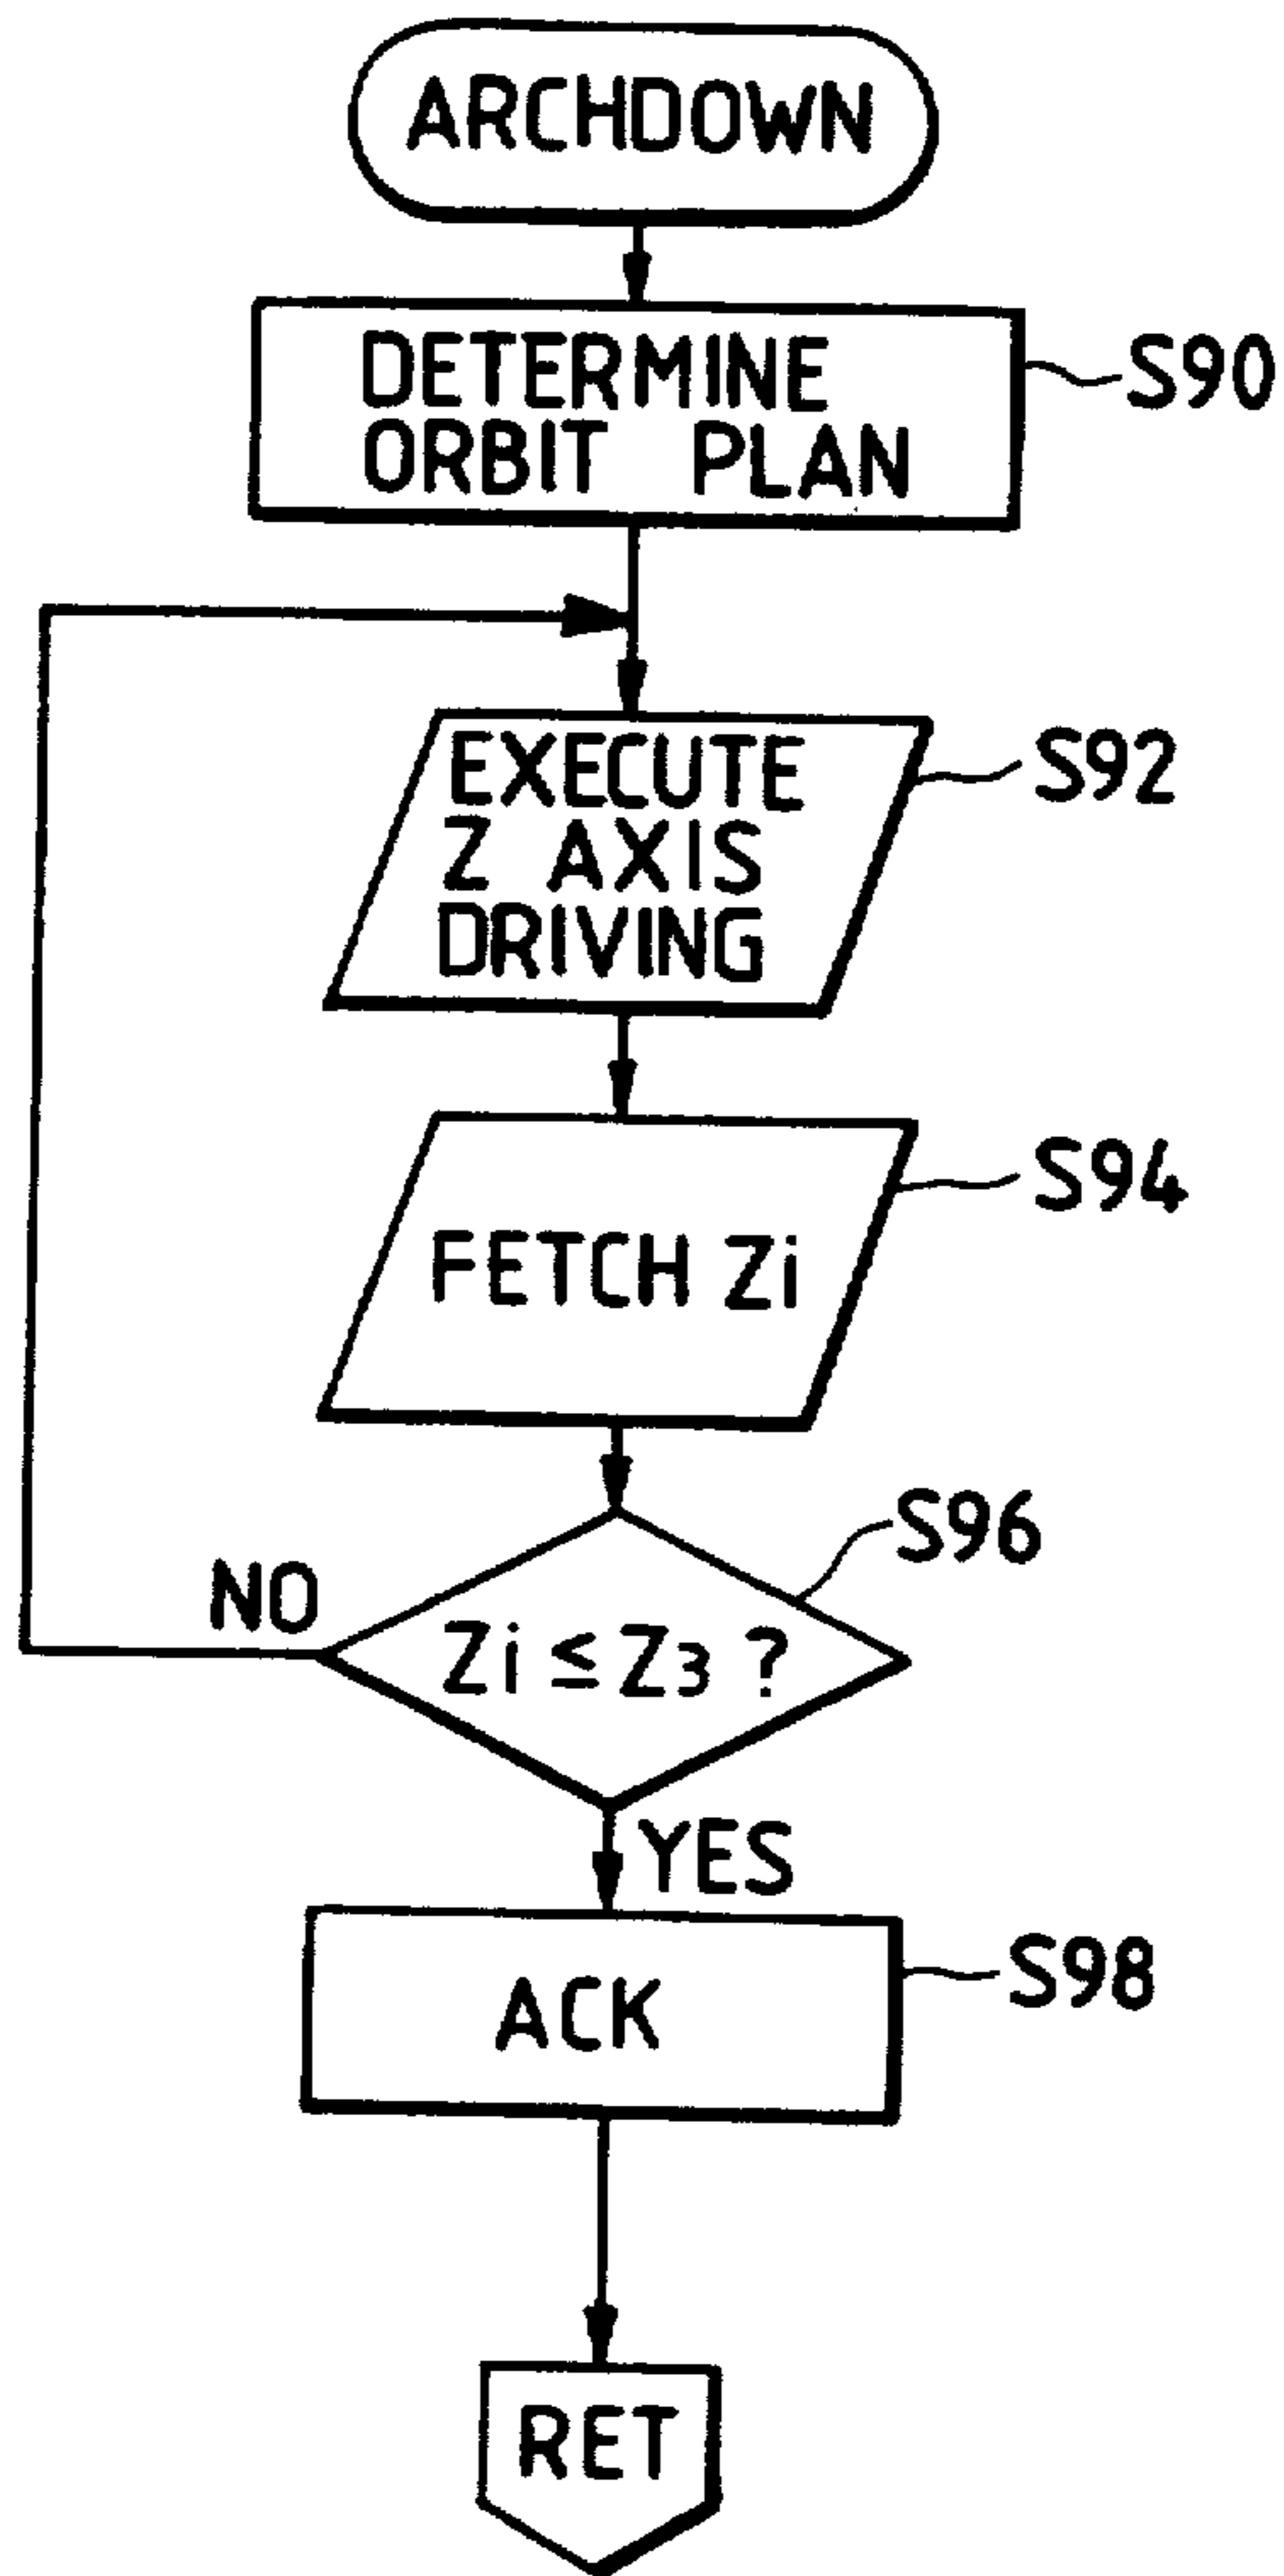 ARCHDOWN
DETERMINE
ORBIT PLAN
S90
EXECUTE
Z AXIS
DRIVING
S92
FETCH Zi
S94
S96
NO
Zi ≤ Z3 ?
YES
ACK
S98
RET